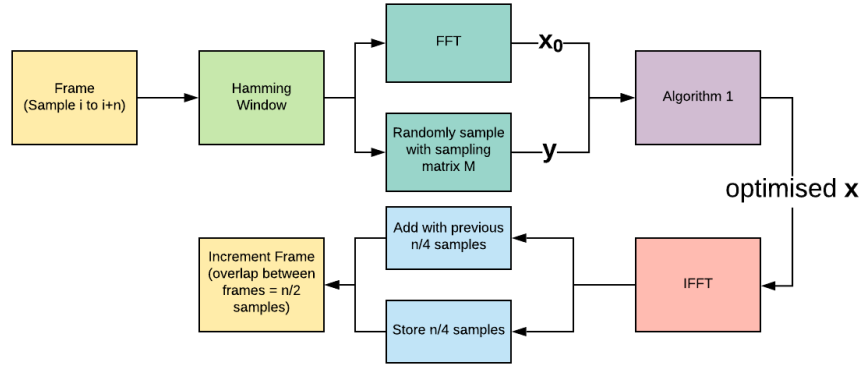 Frame
(Sample i to i+n)
Hamming
Window
FFT
x₀
Randomly sample
with sampling
matrix M
y
Algorithm 1
optimised x
Increment Frame
(overlap between
frames = n/2
samples)
Add with previous
n/4 samples
Store n/4 samples
IFFT